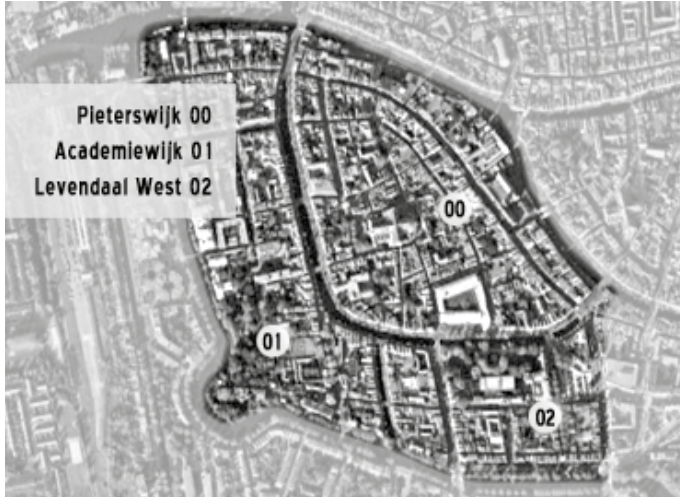 Pieterswijk 00
Academiewijk 01
Levendaal West 02
00
01
02